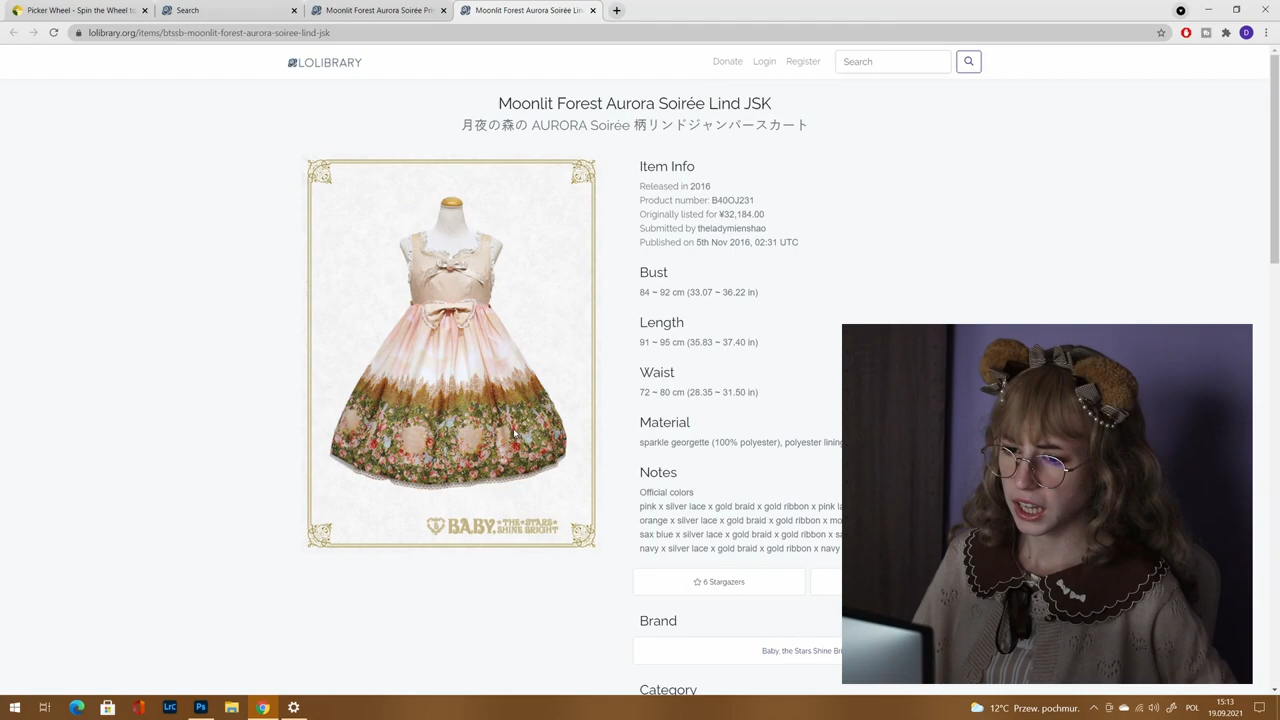 Picker Wheel - Spin the Wheel to
Search
Moonlit Forest Aurora Soirée Pri
Moonlit Forest Aurora Soirée Lin
lolibrary.org/items/btssb-moonlit-forest-aurora-soiree-lind-jsk
D
LOLIBRARY
Donate
Login
Register
Search
Moonlit Forest Aurora Soirée Lind JSK
月夜の森の AURORA Soirée 柄リンドジャンパースカート
BABY, THE STARS SHINE BRIGHT
Item Info
Released in 2016
Product number: B40OJ231
Originally listed for ¥32,184.00
Submitted by theladymienshao
Published on 5th Nov 2016, 02:31 UTC
Bust
84 ~ 92 cm (33.07 ~ 36.22 in)
Length
91 ~ 95 cm (35.83 ~ 37.40 in)
Waist
72 ~ 80 cm (28.35 ~ 31.50 in)
Material
sparkle georgette (100% polyester), polyester lining
Notes
Official colors
pink x silver lace x gold braid x gold ribbon x pink
orange x silver lace x gold braid x gold ribbon x
sax blue x silver lace x gold braid x gold ribbon x
navy x silver lace x gold braid x gold ribbon x navy
6 Stargazers
Brand
Baby, the Stars Shine
Category
Lrc
Ps
12°C Przew. pochmur.
POL
15:13
19.09.2021